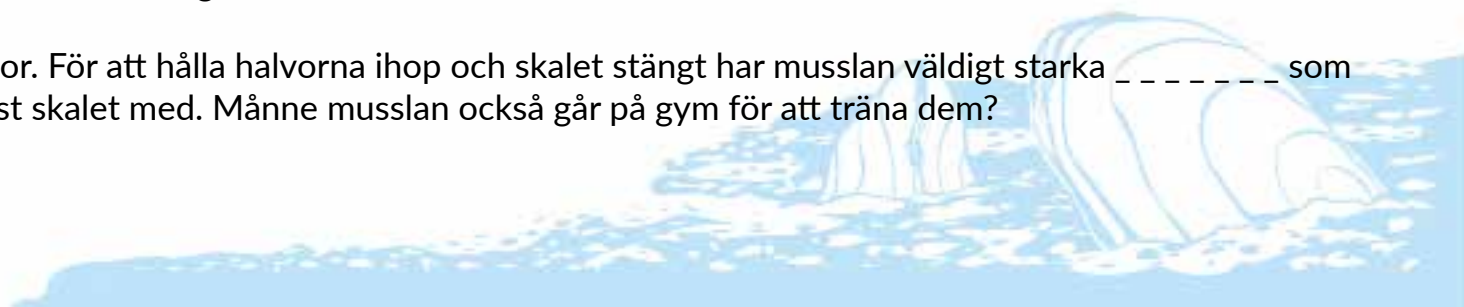 or. För att hålla halvorna ihop och skalet stängt har musslan väldigt starka _ _ _ _ _ _ _ som
st skalet med. Månne musslan också går på gym för att träna dem?